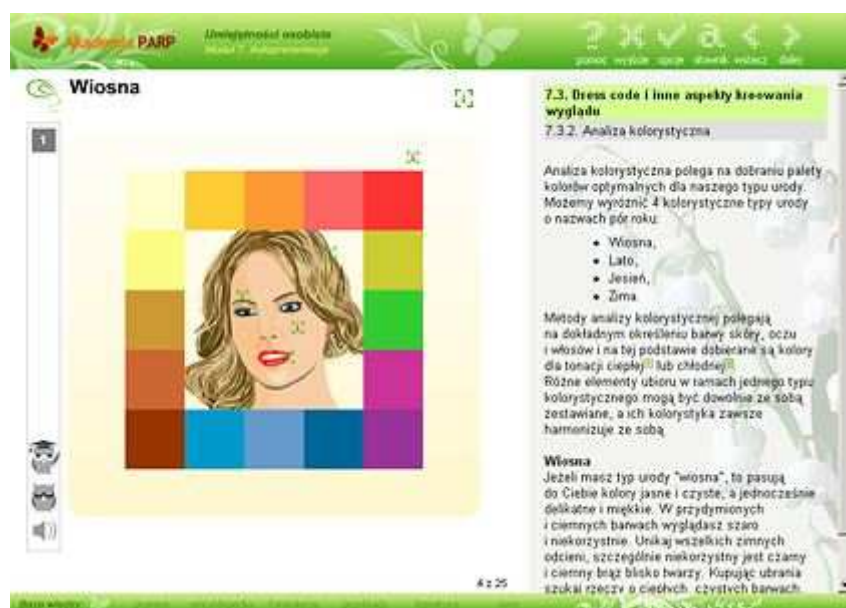 Akademia PARP
Umiejętności osobiste
pomoc wyjście opcje słownik wstecz dalej
Wiosna
1
4 z 25
7.3. Dress code i inne aspekty kreowania
wyglądu
7.3.2. Analiza kolorystyczna
Analiza kolorystyczna polega na dobraniu palety
kolorów optymalnych dla naszego typu urody.
Możemy wyróżnić 4 kolorystyczne typy urody
o nazwach pór roku:
• Wiosna,
• Lato,
• Jesień,
• Zima.
Metody analizy kolorystycznej polegają
na dokładnym określeniu barwy skóry, oczu
i włosów i na tej podstawie dobierane są kolory
dla tonacji ciepłej lub chłodnej
Różne elementy ubioru w ramach jednego typu
kolorystycznego mogą być dowolnie ze sobą
zestawiane, a ich kolorystyka zawsze
harmonizuje ze sobą.
Wiosna
Jeżeli masz typ urody "wiosna", to pasują
do Ciebie kolory jasne i czyste, a jednocześnie
delikatne i miękkie. W przydymionych
i ciemnych barwach wyglądasz szaro
i niekorzystnie. Unikaj wszelkich zimnych
odcieni, szczególnie niekorzystny jest czarny
i ciemny brąz blisko twarzy. Kupując ubrania
szukaj rzeczy o ciepłych, czystych barwach